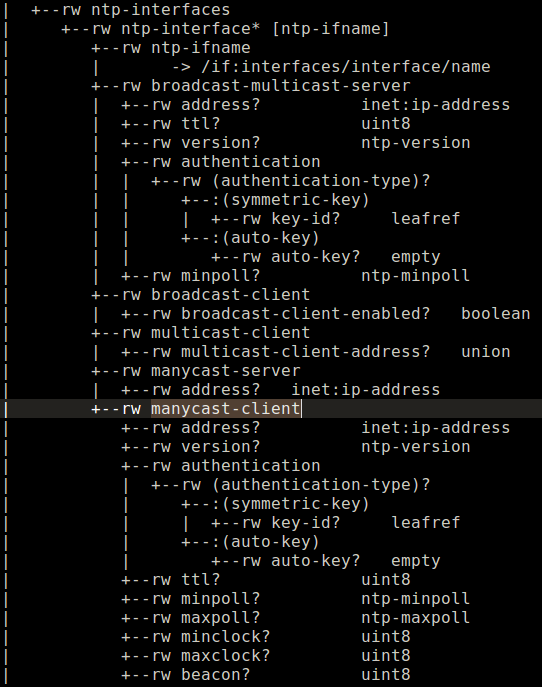 |  +--rw ntp-interfaces
|     +--rw ntp-interface* [ntp-ifname]
|        +--rw ntp-ifname
|        |       -> /if:interfaces/interface/name
|        +--rw broadcast-multicast-server
|        |  +--rw address?          inet:ip-address
|        |  +--rw ttl?              uint8
|        |  +--rw version?          ntp-version
|        |  +--rw authentication
|        |  |  +--rw (authentication-type)?
|        |  |     +--:(symmetric-key)
|        |  |     |  +--rw key-id?     leafref
|        |  |     +--:(auto-key)
|        |  |        +--rw auto-key?   empty
|        |  +--rw minpoll?          ntp-minpoll
|        +--rw broadcast-client
|        |  +--rw broadcast-client-enabled?   boolean
|        +--rw multicast-client
|        |  +--rw multicast-client-address?   union
|        +--rw manycast-server
|        |  +--rw address?   inet:ip-address
|        +--rw manycast-client
|           +--rw address?          inet:ip-address
|           +--rw version?          ntp-version
|           +--rw authentication
|           |  +--rw (authentication-type)?
|           |     +--:(symmetric-key)
|           |     |  +--rw key-id?     leafref
|           |     +--:(auto-key)
|           |        +--rw auto-key?   empty
|           +--rw ttl?              uint8
|           +--rw minpoll?          ntp-minpoll
|           +--rw maxpoll?          ntp-maxpoll
|           +--rw minclock?         uint8
|           +--rw maxclock?         uint8
|           +--rw beacon?           uint8